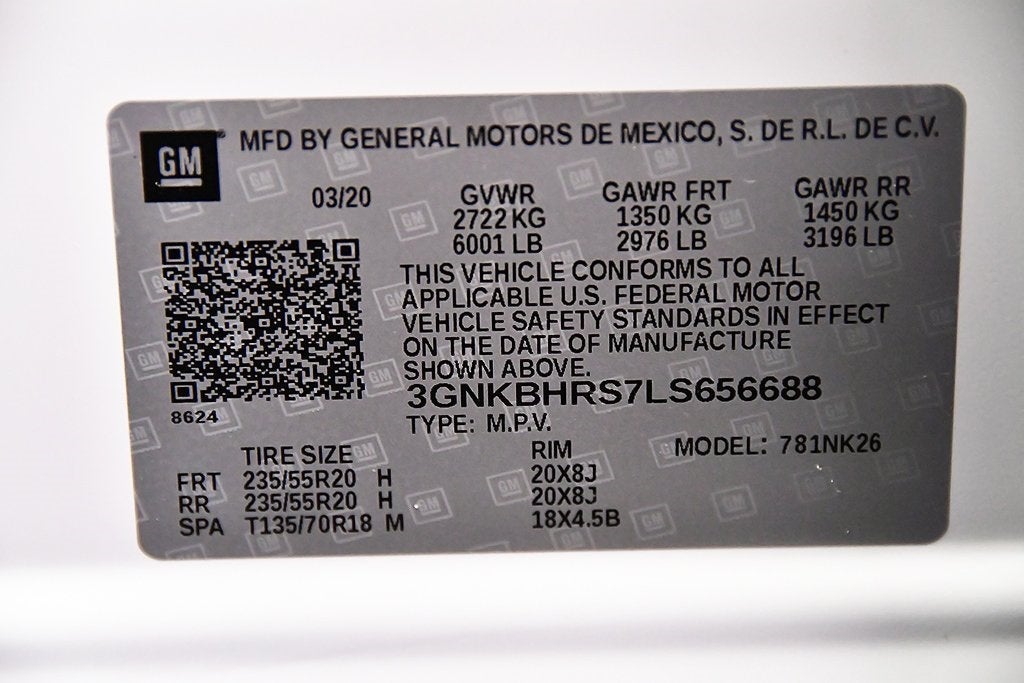 GM MFD BY GENERAL MOTORS DE MEXICO, S. DE R.L. DE C.V.
03/20 GVWR GAWR FRT GAWR RR
2722 KG 1350 KG 1450 KG
6001 LB 2976 LB 3196 LB
THIS VEHICLE CONFORMS TO ALL
APPLICABLE U.S. FEDERAL MOTOR
VEHICLE SAFETY STANDARDS IN EFFECT
ON THE DATE OF MANUFACTURE
SHOWN ABOVE.
3GNKBHRS7LS656688
8624
TYPE: M.P.V.
TIRE SIZE RIM MODEL: 781NK26
FRT 235/55R20 H 20X8J
RR 235/55R20 H 20X8J
SPA T135/70R18 M 18X4.5B